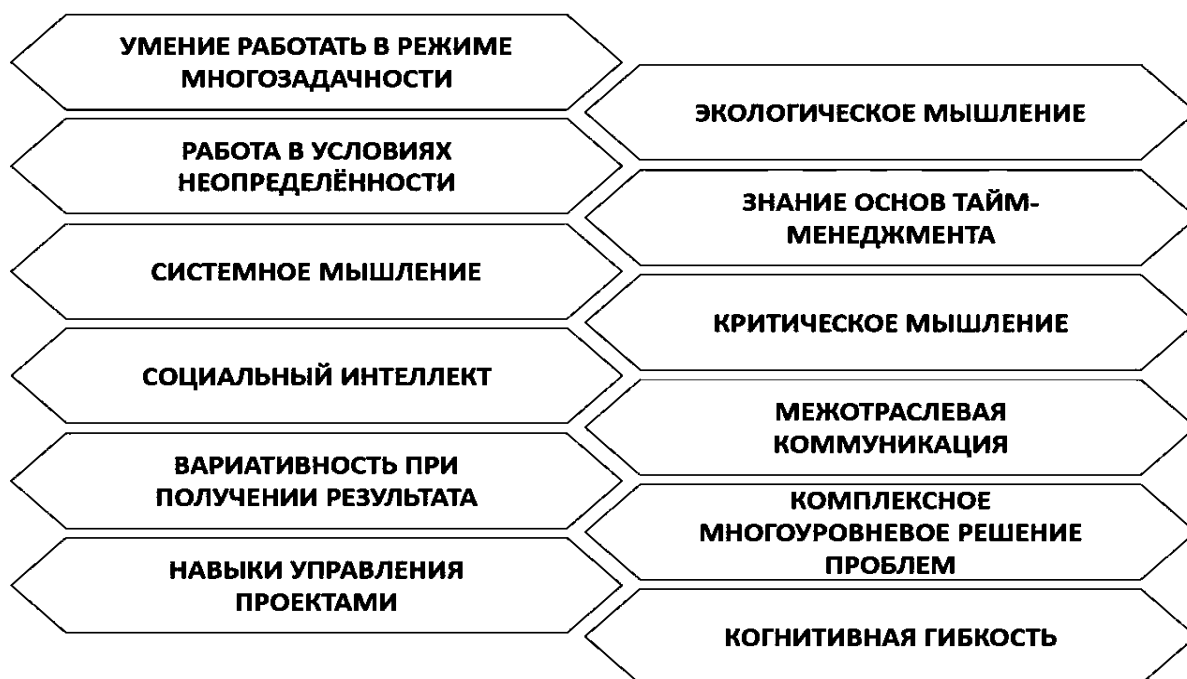 УМЕНИЕ РАБОТАТЬ В РЕЖИМЕ
МНОГОЗАДАЧНОСТИ
РАБОТА В УСЛОВИЯХ
НЕОПРЕДЕЛЁННОСТИ
СИСТЕМНОЕ МЫШЛЕНИЕ
СОЦИАЛЬНЫЙ ИНТЕЛЛЕКТ
ВАРИАТИВНОСТЬ ПРИ
ПОЛУЧЕНИИ РЕЗУЛЬТАТА
НАВЫКИ УПРАВЛЕНИЯ
ПРОЕКТАМИ
ЭКОЛОГИЧЕСКОЕ МЫШЛЕНИЕ
ЗНАНИЕ ОСНОВ ТАЙМ-
МЕНЕДЖМЕНТА
КРИТИЧЕСКОЕ МЫШЛЕНИЕ
МЕЖОТРАСЛЕВАЯ
КОММУНИКАЦИЯ
КОМПЛЕКСНОЕ
МНОГОУРОВНЕВОЕ РЕШЕНИЕ
ПРОБЛЕМ
КОГНИТИВНАЯ ГИБКОСТЬ